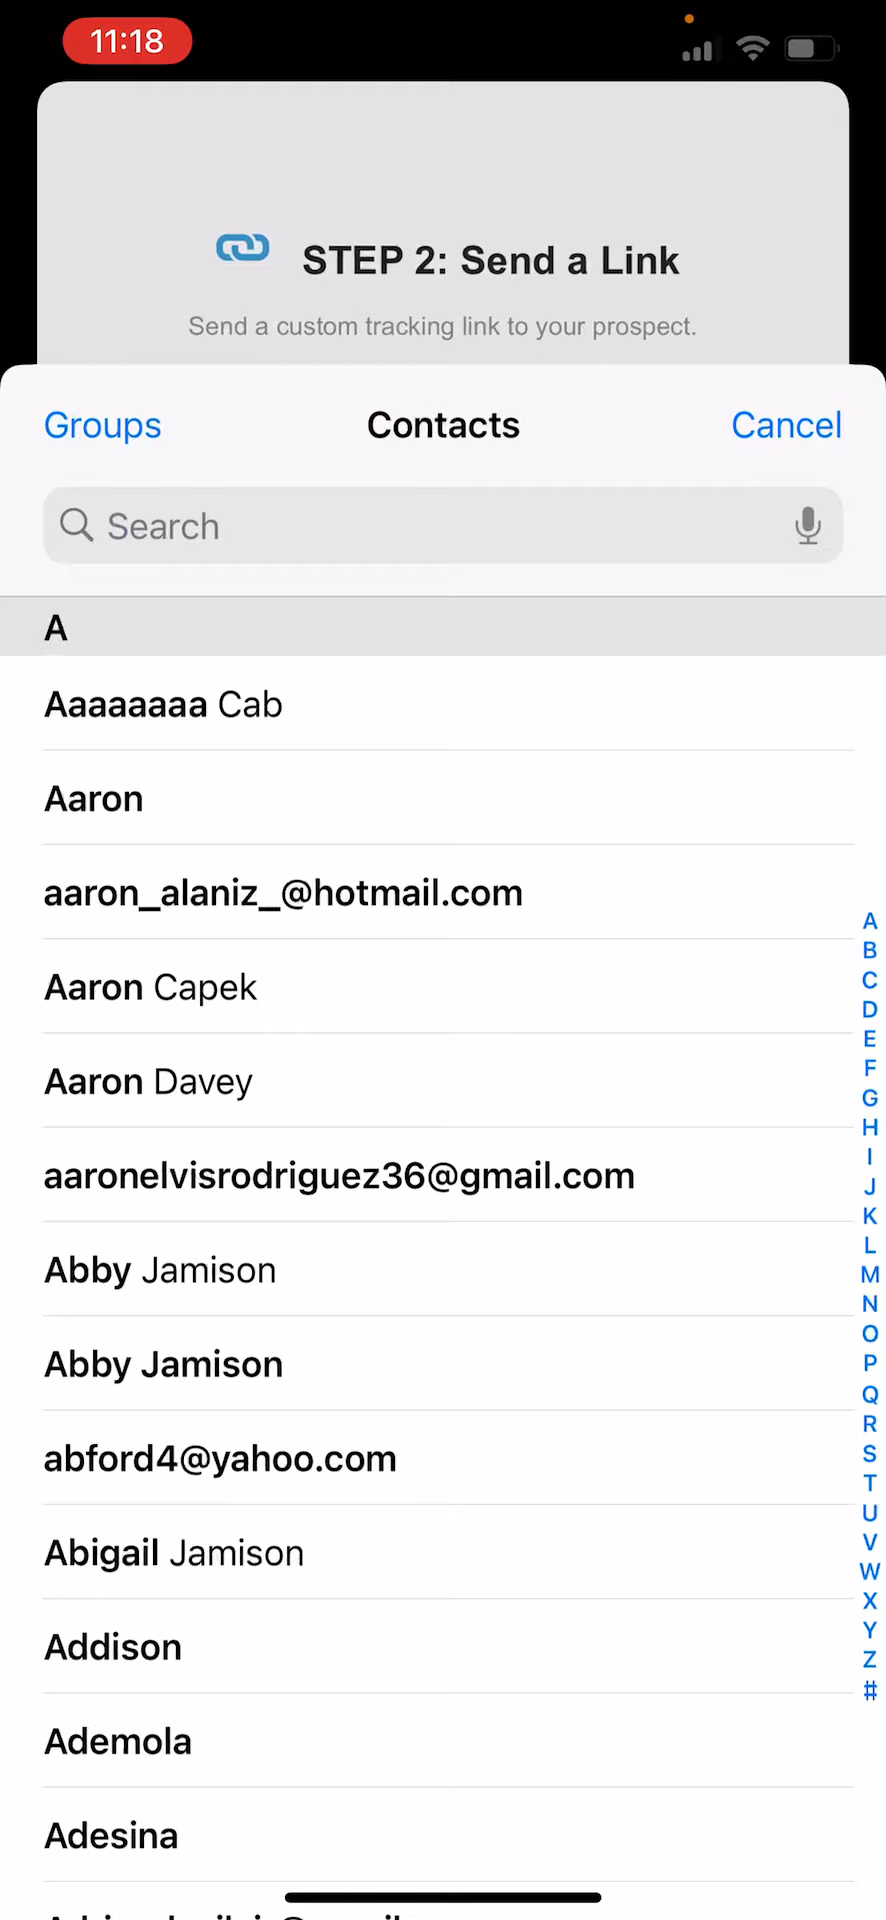 11:18
STEP 2: Send a Link
Send a custom tracking link to your prospect.
Groups Contacts Cancel
Search
A
Aaaaaaaa Cab
Aaron
aaron_alaniz_@hotmail.com
Aaron Capek
Aaron Davey
aaronelvisrodriguez36@gmail.com
Abby Jamison
Abby Jamison
abford4@yahoo.com
Abigail Jamison
Addison
Ademola
Adesina
A
B
C
D
E
F
G
H
I
J
K
L
M
N
O
P
Q
R
S
T
U
V
W
X
Y
Z
#